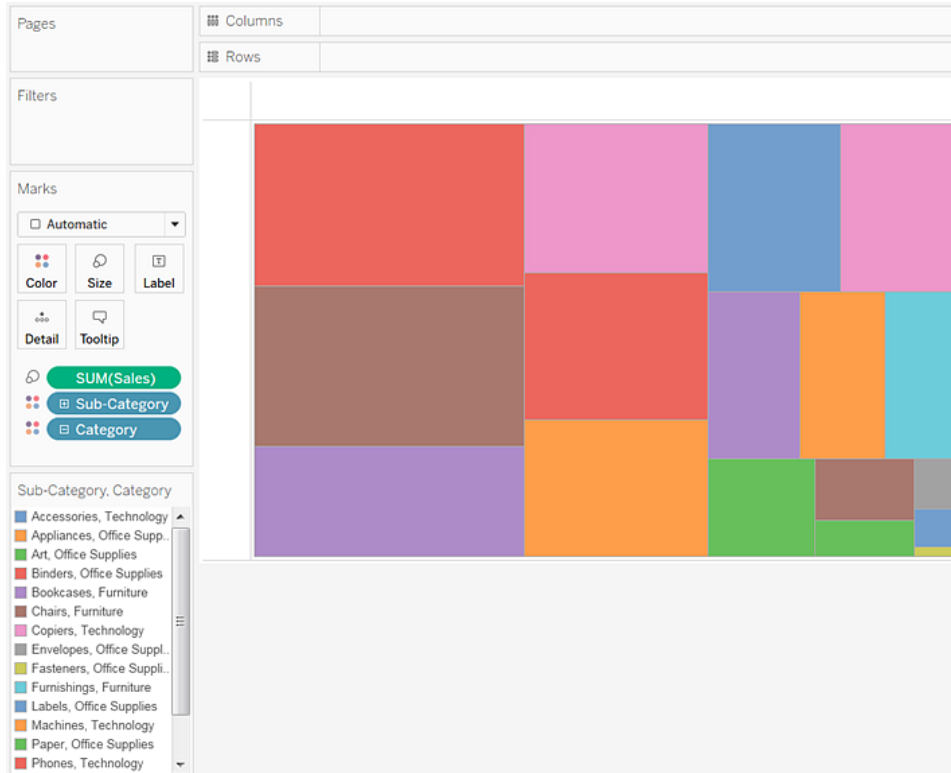 Pages
Columns
Rows
Filters
Marks
Automatic
Color Size Label
Detail Tooltip
SUM(Sales)
Sub-Category
Category
Sub-Category, Category
Accessories, Technology
Appliances, Office Supp..
Art, Office Supplies
Binders, Office Supplies
Bookcases, Furniture
Chairs, Furniture
Copiers, Technology
Envelopes, Office Suppl..
Fasteners, Office Suppli..
Furnishings, Furniture
Labels, Office Supplies
Machines, Technology
Paper, Office Supplies
Phones, Technology